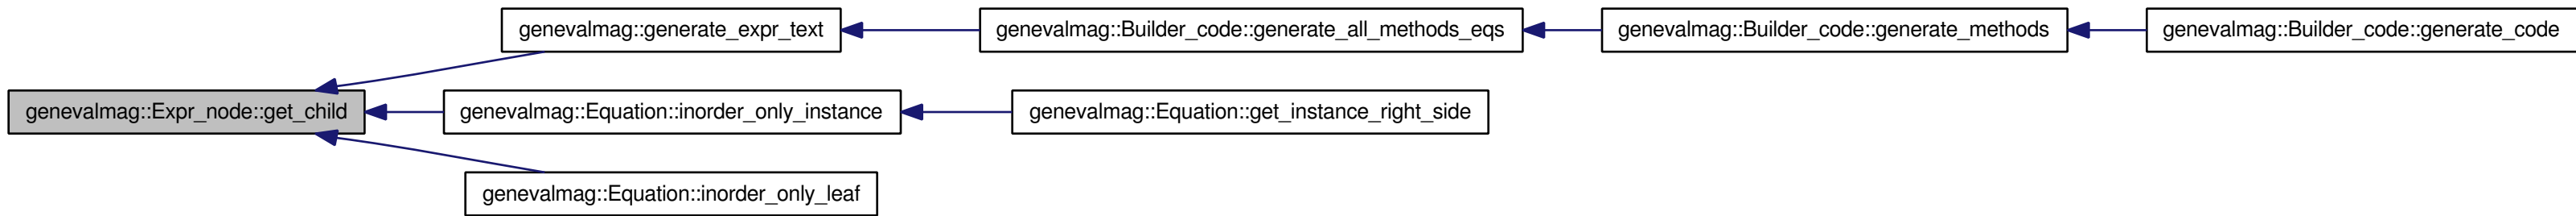 genevalmag::generate_expr_text
genevalmag::Builder_code::generate_all_methods_eqs
genevalmag::Builder_code::generate_methods
genevalmag::Builder_code::generate_code
genevalmag::Expr_node::get_child
genevalmag::Equation::inorder_only_instance
genevalmag::Equation::get_instance_right_side
genevalmag::Equation::inorder_only_leaf